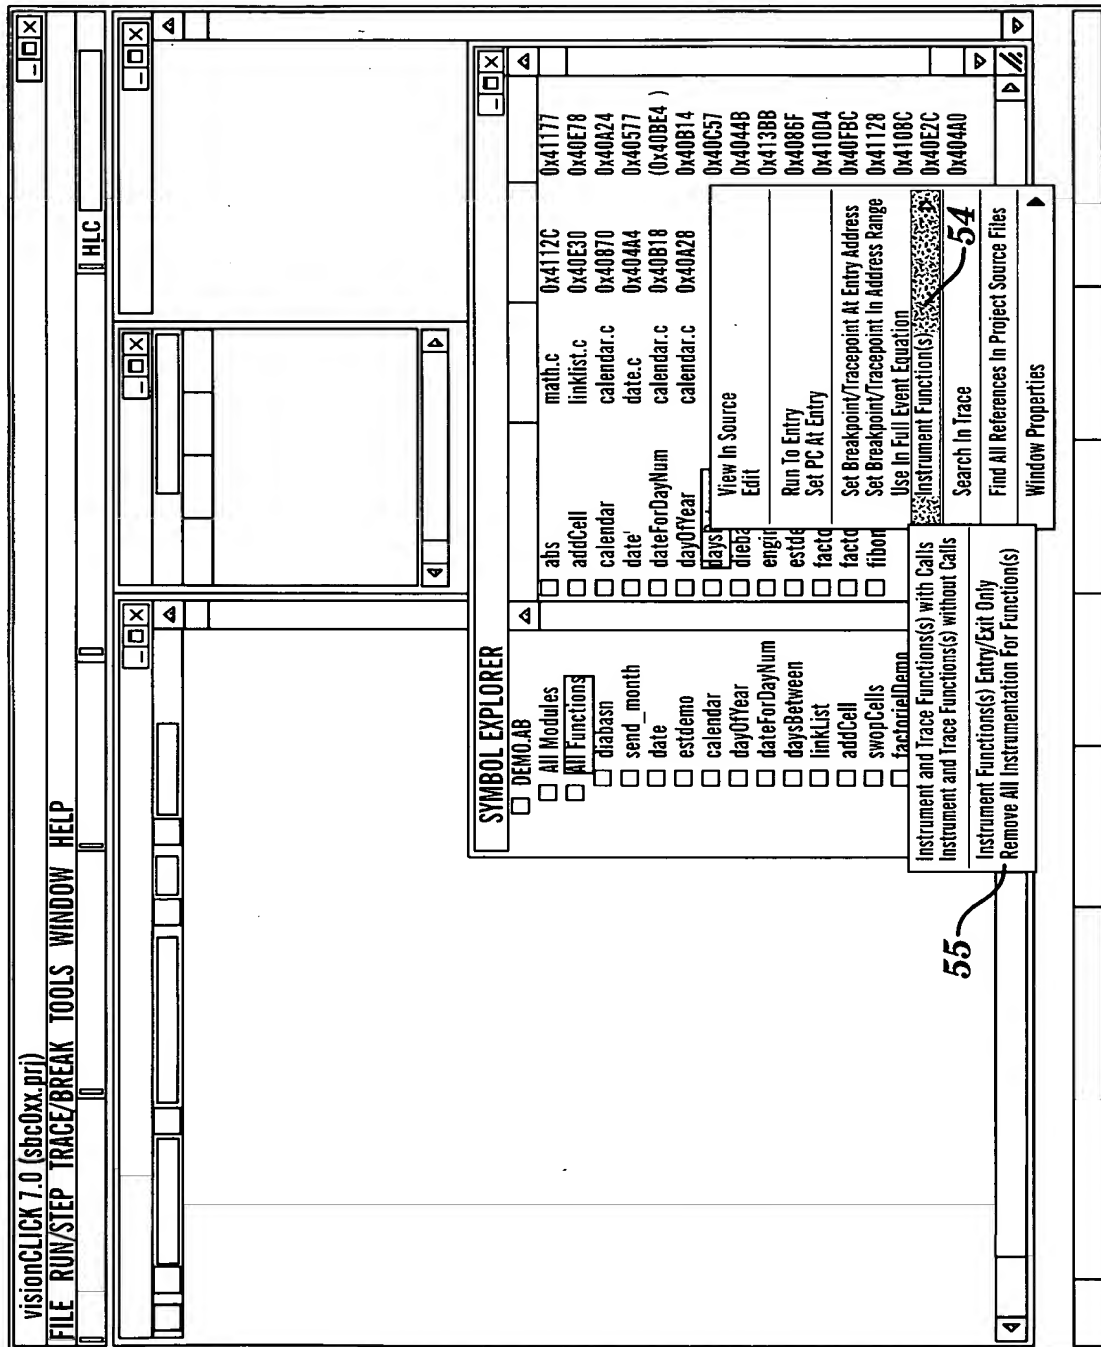 visionCLICK 7.0 (sbc0xx.prj)
FILE RUN/STEP TRACE/BREAK TOOLS WINDOW HELP
HLC
SYMBOL EXPLORER
DEMO.AB
All Modules
All Functions
diabasn
send_month
date
estdemo
calendar
dayOfYear
dateForDayNum
daysBetween
linkList
addCell
swopCells
factorielDemo
abs math.c 0x4112C 0x41177
addCell linklist.c 0x40E30 0x40E78
calendar calendar.c 0x40870 0x40A24
date' date.c 0x404A4 0x40577
dateForDayNum calendar.c 0x40B18 (0x40BE4 )
dayOfYear calendar.c 0x40A28 0x40B14
0x40C57
dieba 0x4044B
engin 0x413BB
estde 0x4086F
facto 0x410D4
facto 0x40FBC
fibon 0x41128
0x4108C
0x40E2C
0x404A0
View In Source
Edit
Run To Entry
Set PC At Entry
Set Breakpoint/Tracepoint At Entry Address
Set Breakpoint/Tracepoint In Address Range
Use In Full Event Equation
Instrument Function(s)
Search In Trace
Find All References In Project Source Files
Window Properties
54
Instrument and Trace Functions(s) with Calls
Instrument and Trace Functions(s) without Calls
Instrument Functions(s) Entry/Exit Only
Remove All Instrumentation For Function(s)
55